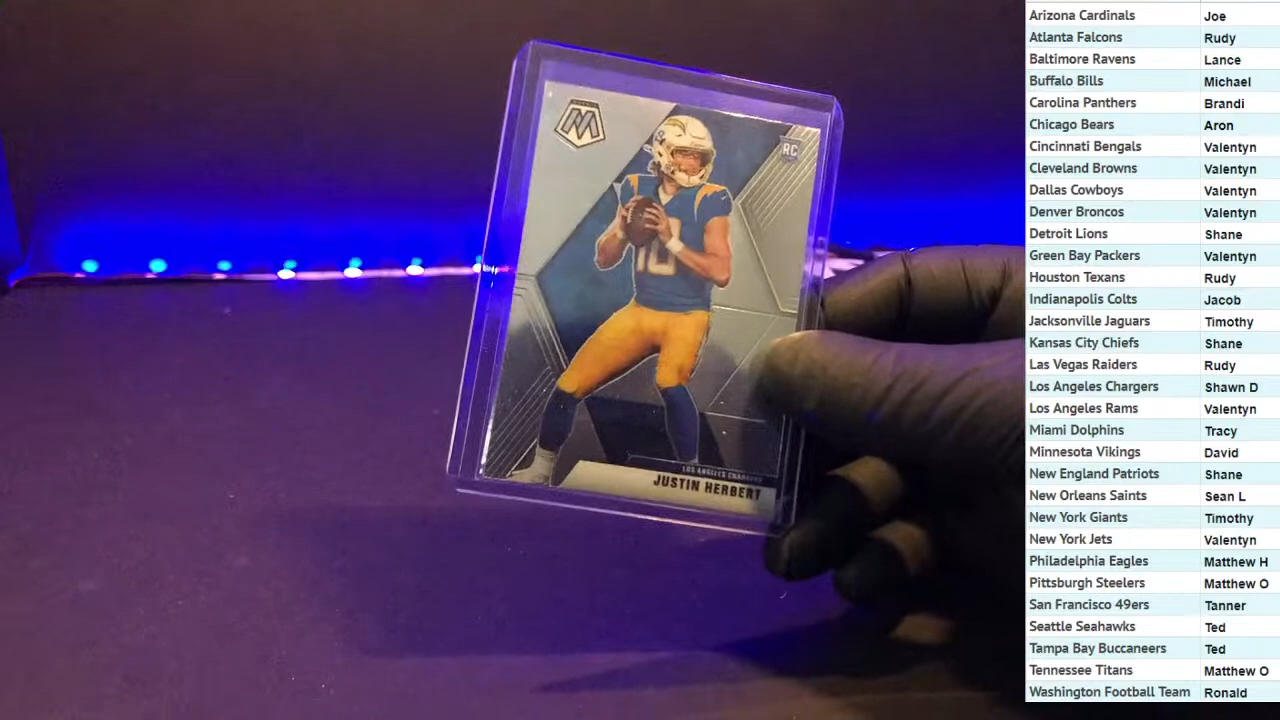 M
RC
LOS ANGELES CHARGERS
JUSTIN HERBERT
10
Arizona Cardinals Joe
Atlanta Falcons Rudy
Baltimore Ravens Lance
Buffalo Bills Michael
Carolina Panthers Brandi
Chicago Bears Aron
Cincinnati Bengals Valentyn
Cleveland Browns Valentyn
Dallas Cowboys Valentyn
Denver Broncos Valentyn
Detroit Lions Shane
Green Bay Packers Valentyn
Houston Texans Rudy
Indianapolis Colts Jacob
Jacksonville Jaguars Timothy
Kansas City Chiefs Shane
Las Vegas Raiders Rudy
Los Angeles Chargers Shawn D
Los Angeles Rams Valentyn
Miami Dolphins Tracy
Minnesota Vikings David
New England Patriots Shane
New Orleans Saints Sean L
New York Giants Timothy
New York Jets Valentyn
Philadelphia Eagles Matthew H
Pittsburgh Steelers Matthew O
San Francisco 49ers Tanner
Seattle Seahawks Ted
Tampa Bay Buccaneers Ted
Tennessee Titans Matthew O
Washington Football Team Ronald